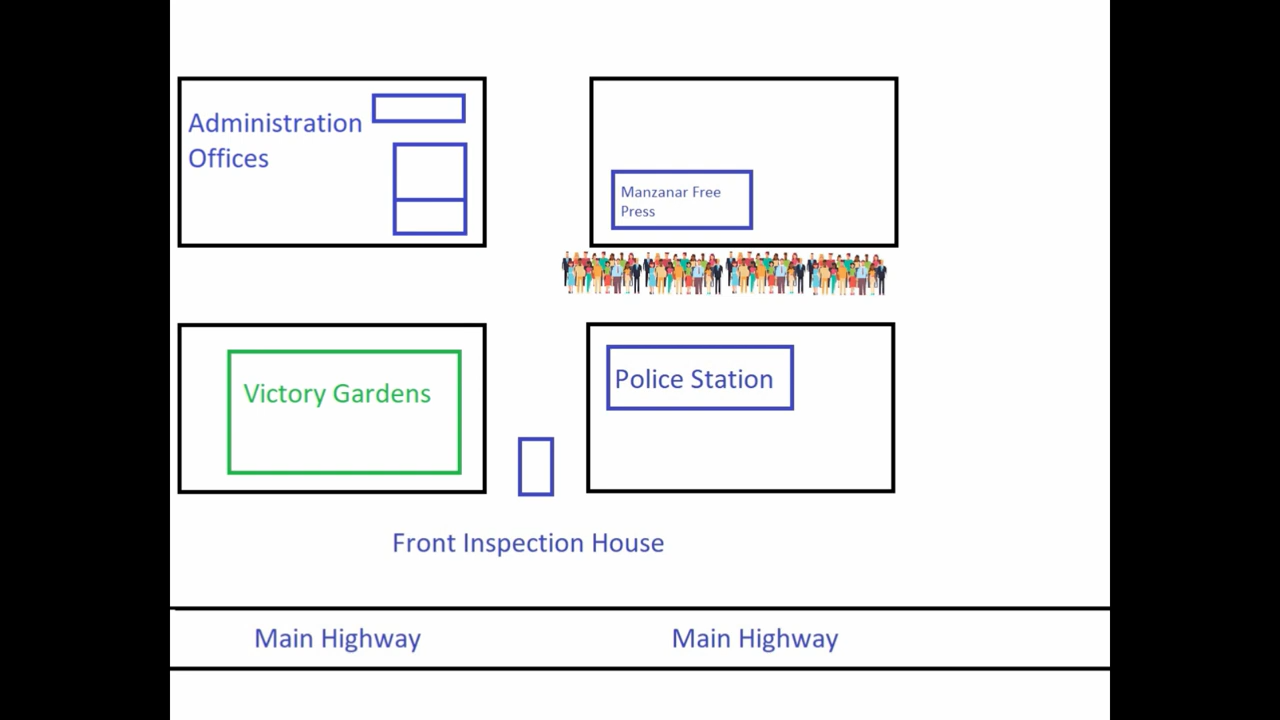 Administration
Offices
Manzanar Free
Press
Victory Gardens
Police Station
Front Inspection House
Main Highway
Main Highway